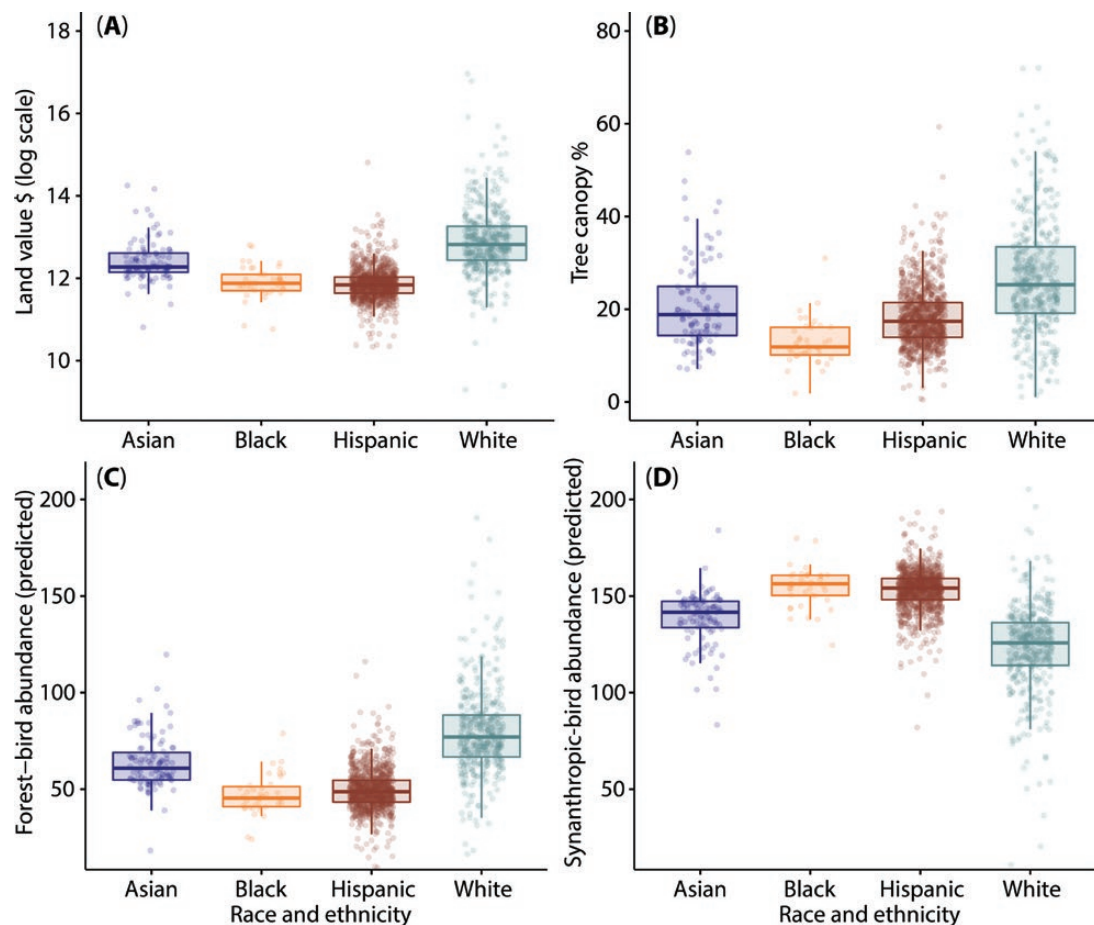 (A)
Land value $ (log scale)
18
16
14
12
10
Asian Black Hispanic White
(B)
Tree canopy %
80
60
40
20
0
Asian Black Hispanic White
(C)
Forest–bird abundance (predicted)
200
150
100
50
Asian Black Hispanic White
Race and ethnicity
(D)
Synanthropic-bird abundance (predicted)
200
150
100
50
Asian Black Hispanic White
Race and ethnicity